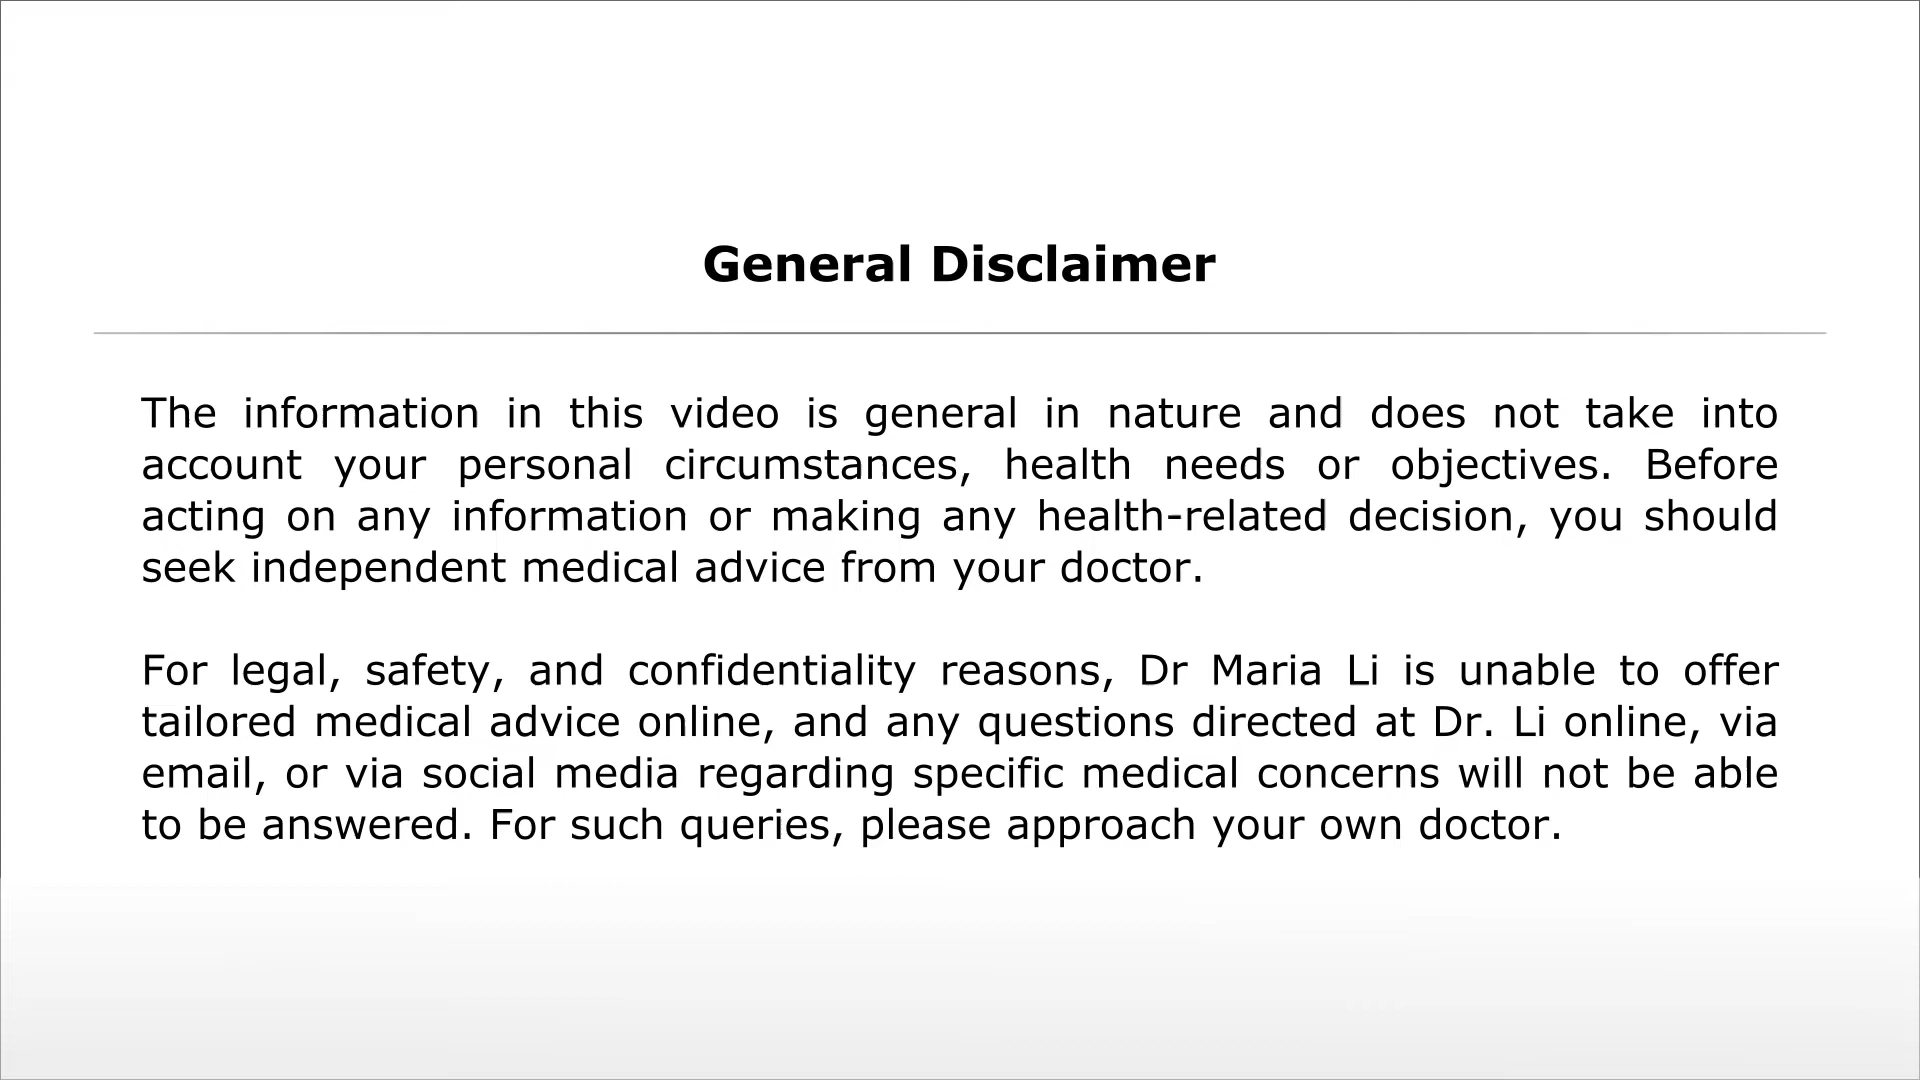 General Disclaimer
The information in this video is general in nature and does not take into
account your personal circumstances, health needs or objectives. Before
acting on any information or making any health-related decision, you should
seek independent medical advice from your doctor.
For legal, safety, and confidentiality reasons, Dr Maria Li is unable to offer
tailored medical advice online, and any questions directed at Dr. Li online, via
email, or via social media regarding specific medical concerns will not be able
to be answered. For such queries, please approach your own doctor.